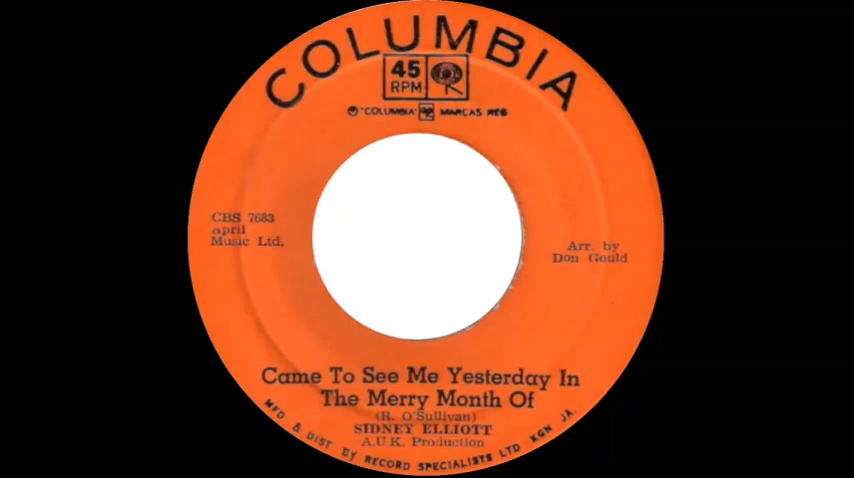 COLUMBIA
45
RPM
"COLUMBIA" MARCAS REG
CBS 7683
April
Music Ltd.
Arr. by
Don Gould
Came To See Me Yesterday In
The Merry Month Of
(R. O'Sullivan)
SIDNEY ELLIOTT
A.U.K. Production
MFD & DIST BY RECORD SPECIALISTS LTD KGN JA.